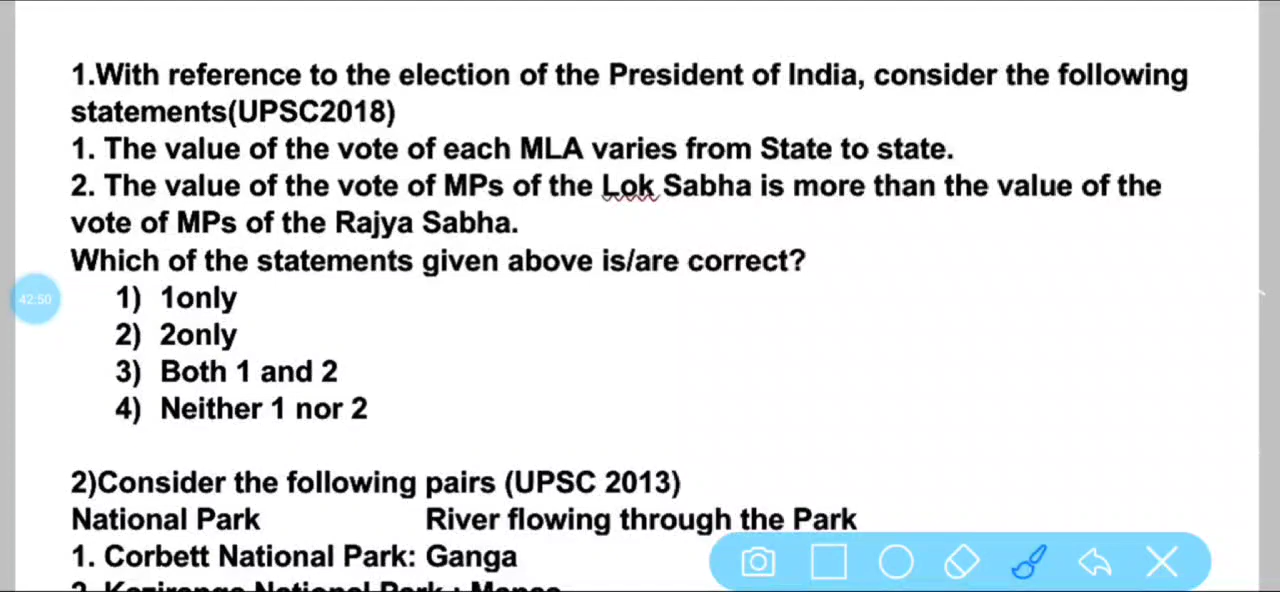 1.With reference to the election of the President of India, consider the following
statements(UPSC2018)
1. The value of the vote of each MLA varies from State to state.
2. The value of the vote of MPs of the Lok Sabha is more than the value of the
vote of MPs of the Rajya Sabha.
Which of the statements given above is/are correct?
42:50
1) 1only
2) 2only
3) Both 1 and 2
4) Neither 1 nor 2
2)Consider the following pairs (UPSC 2013)
National Park River flowing through the Park
1. Corbett National Park: Ganga
2. Kaziranga National Park : Manas